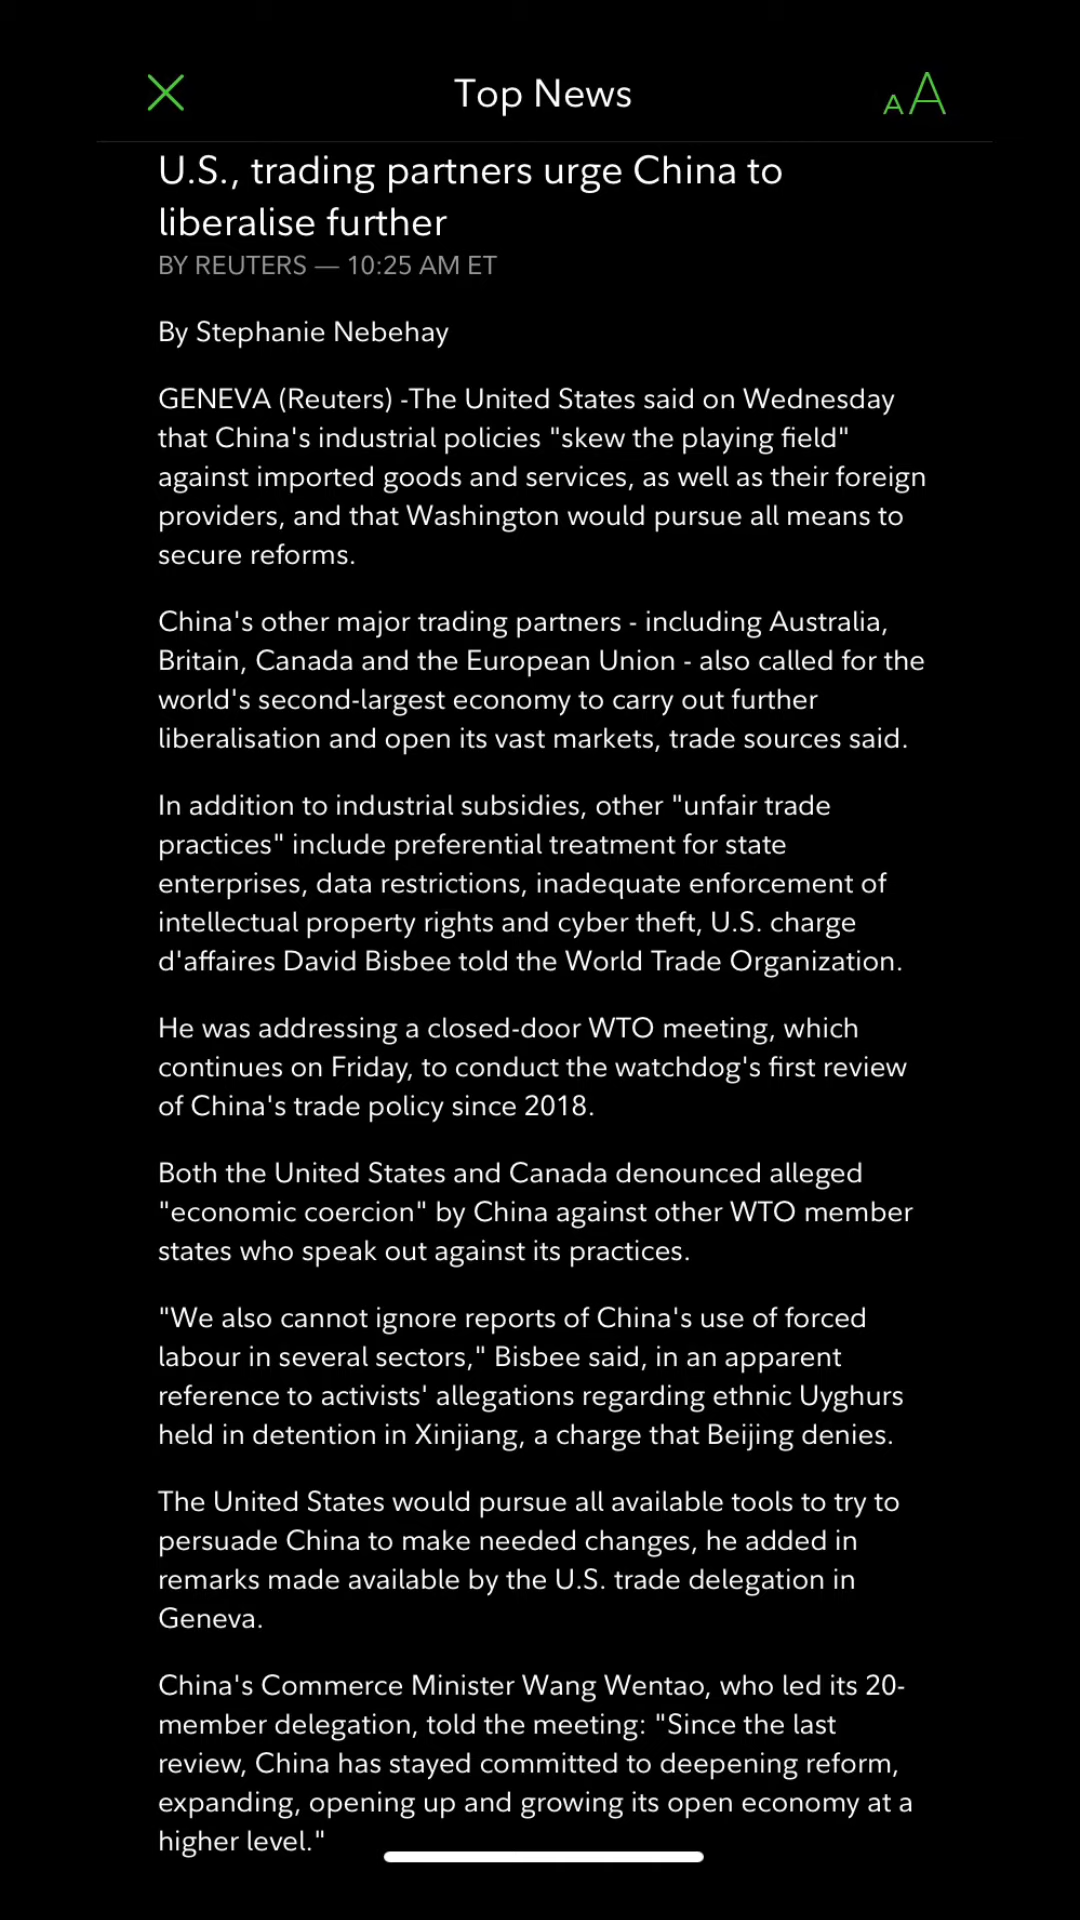 Top News
AA
U.S., trading partners urge China to
liberalise further
BY REUTERS — 10:25 AM ET
By Stephanie Nebehay
GENEVA (Reuters) -The United States said on Wednesday
that China's industrial policies "skew the playing field"
against imported goods and services, as well as their foreign
providers, and that Washington would pursue all means to
secure reforms.
China's other major trading partners - including Australia,
Britain, Canada and the European Union - also called for the
world's second-largest economy to carry out further
liberalisation and open its vast markets, trade sources said.
In addition to industrial subsidies, other "unfair trade
practices" include preferential treatment for state
enterprises, data restrictions, inadequate enforcement of
intellectual property rights and cyber theft, U.S. charge
d'affaires David Bisbee told the World Trade Organization.
He was addressing a closed-door WTO meeting, which
continues on Friday, to conduct the watchdog's first review
of China's trade policy since 2018.
Both the United States and Canada denounced alleged
"economic coercion" by China against other WTO member
states who speak out against its practices.
"We also cannot ignore reports of China's use of forced
labour in several sectors," Bisbee said, in an apparent
reference to activists' allegations regarding ethnic Uyghurs
held in detention in Xinjiang, a charge that Beijing denies.
The United States would pursue all available tools to try to
persuade China to make needed changes, he added in
remarks made available by the U.S. trade delegation in
Geneva.
China's Commerce Minister Wang Wentao, who led its 20-
member delegation, told the meeting: "Since the last
review, China has stayed committed to deepening reform,
expanding, opening up and growing its open economy at a
higher level."